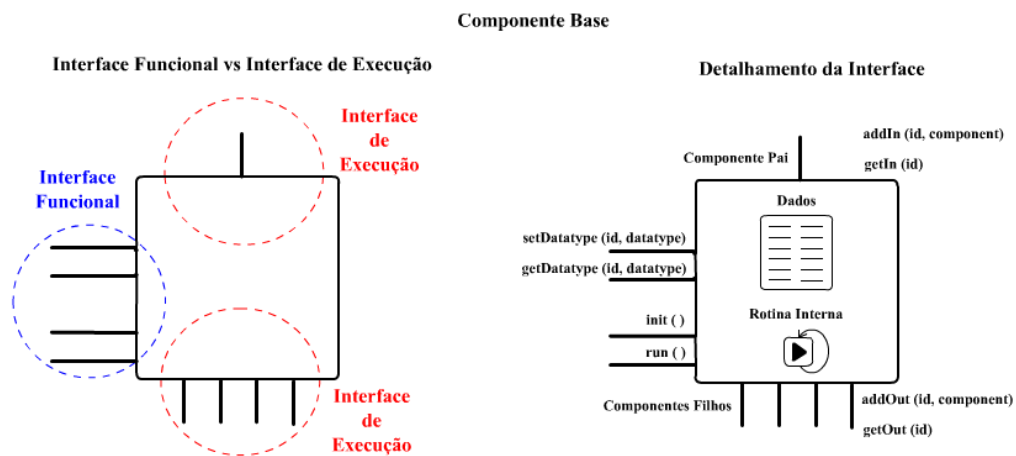 Componente Base
Interface Funcional vs Interface de Execução
Interface
de
Execução
Interface
Funcional
Interface
de
Execução
Detalhamento da Interface
addIn (id, component)
Componente Pai
getIn (id)
Dados
setDatatype (id, datatype)
getDatatype (id, datatype)
Rotina Interna
init ( )
run ( )
Componentes Filhos
addOut (id, component)
getOut (id)